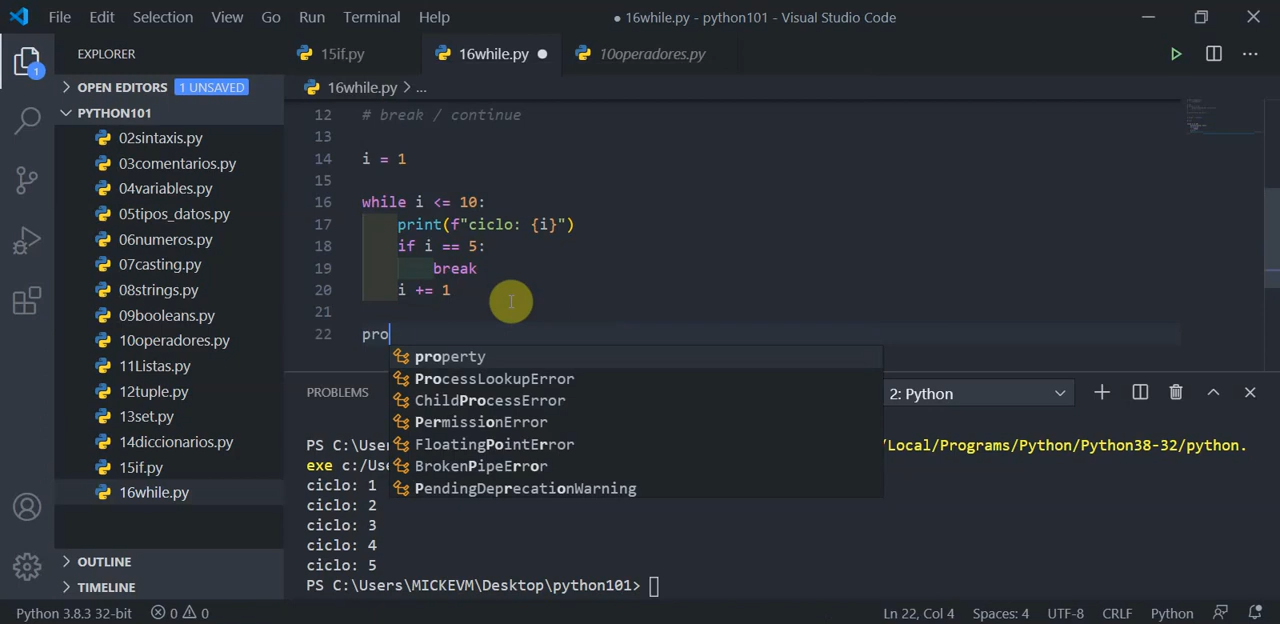 File Edit Selection View Go Run Terminal Help
● 16while.py - python101 - Visual Studio Code
EXPLORER
15if.py
16while.py
10operadores.py
OPEN EDITORS 1 UNSAVED
16while.py > ...
PYTHON101
02sintaxis.py
03comentarios.py
04variables.py
05tipos_datos.py
06numeros.py
07casting.py
08strings.py
09booleans.py
10operadores.py
11Listas.py
12tuple.py
13set.py
14diccionarios.py
15if.py
16while.py
OUTLINE
TIMELINE
1
12 # break / continue
13
14 i = 1
15
16 while i <= 10:
17 print(f"ciclo: {i}")
18 if i == 5:
19 break
20 i += 1
21
22 pro
property
ProcessLookupError
ChildProcessError
PermissionError
FloatingPointError
BrokenPipeError
PendingDeprecationWarning
PROBLEMS
2: Python
PS C:\User
/Local/Programs/Python/Python38-32/python.
exe c:/Use
ciclo: 1
ciclo: 2
ciclo: 3
ciclo: 4
ciclo: 5
PS C:\Users\MICKEVM\Desktop\python101>
Python 3.8.3 32-bit
0
0
Ln 22, Col 4
Spaces: 4
UTF-8
CRLF
Python